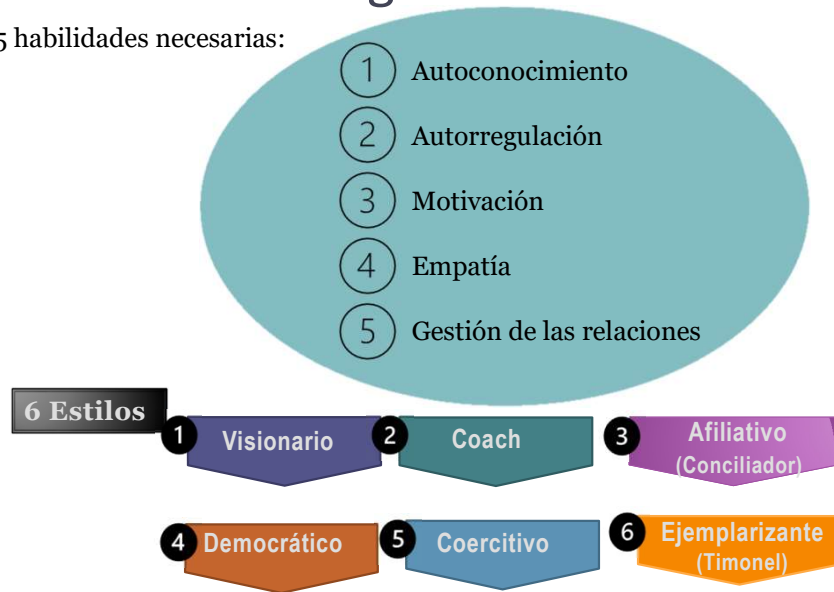 5 habilidades necesarias:
1 Autoconocimiento
2 Autorregulación
3 Motivación
4 Empatía
5 Gestión de las relaciones
6 Estilos
1 Visionario
2 Coach
3 Afiliativo
(Conciliador)
4 Democrático
5 Coercitivo
6 Ejemplarizante
(Timonel)